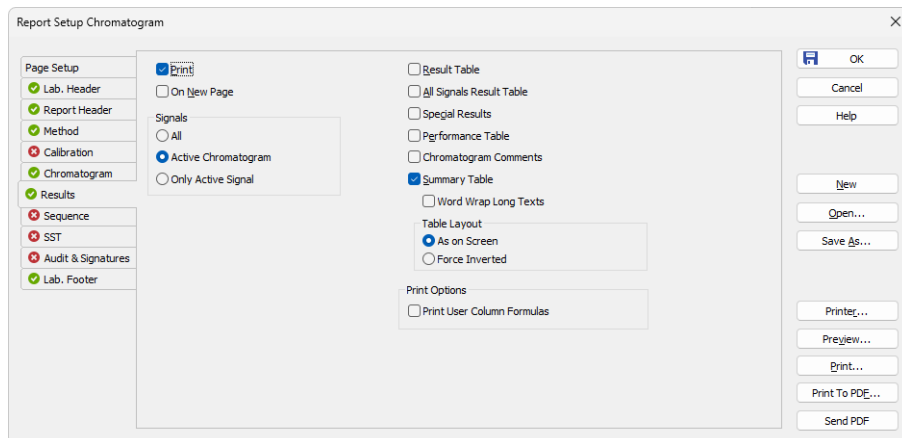 Report Setup Chromatogram
Page Setup
Lab. Header
Report Header
Method
Calibration
Chromatogram
Results
Sequence
SST
Audit & Signatures
Lab. Footer
Print
On New Page
Signals
All
Active Chromatogram
Only Active Signal
Result Table
All Signals Result Table
Special Results
Performance Table
Chromatogram Comments
Summary Table
Word Wrap Long Texts
Table Layout
As on Screen
Force Inverted
Print Options
Print User Column Formulas
OK
Cancel
Help
New
Open...
Save As...
Printer...
Preview...
Print...
Print To PDF...
Send PDF